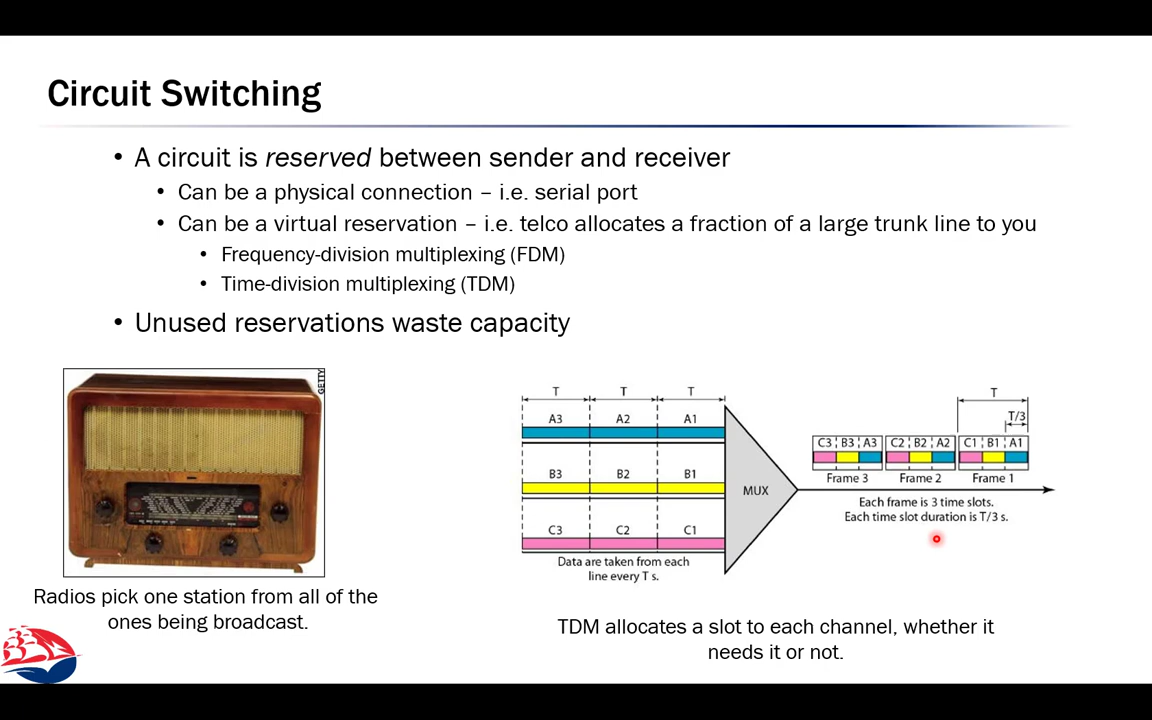 Circuit Switching
• A circuit is reserved between sender and receiver
• Can be a physical connection – i.e. serial port
• Can be a virtual reservation – i.e. telco allocates a fraction of a large trunk line to you
• Frequency-division multiplexing (FDM)
• Time-division multiplexing (TDM)
• Unused reservations waste capacity
GETTY
Radios pick one station from all of the
ones being broadcast.
T T T
A3 A2 A1
B3 B2 B1
C3 C2 C1
Data are taken from each
line every T s.
MUX
T
T/3
C3 B3 A3 C2 B2 A2 C1 B1 A1
Frame 3 Frame 2 Frame 1
Each frame is 3 time slots.
Each time slot duration is T/3 s.
TDM allocates a slot to each channel, whether it
needs it or not.